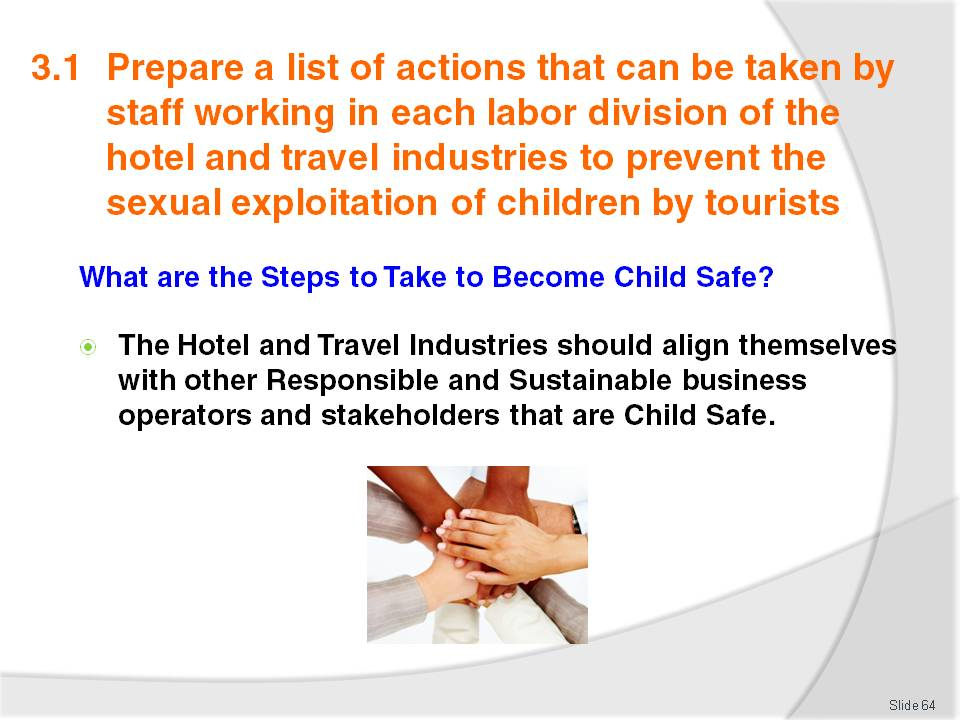 3.1 Prepare a list of actions that can be taken by
staff working in each labor division of the
hotel and travel industries to prevent the
sexual exploitation of children by tourists
What are the Steps to Take to Become Child Safe?
The Hotel and Travel Industries should align themselves
with other Responsible and Sustainable business
operators and stakeholders that are Child Safe.
Slide 64